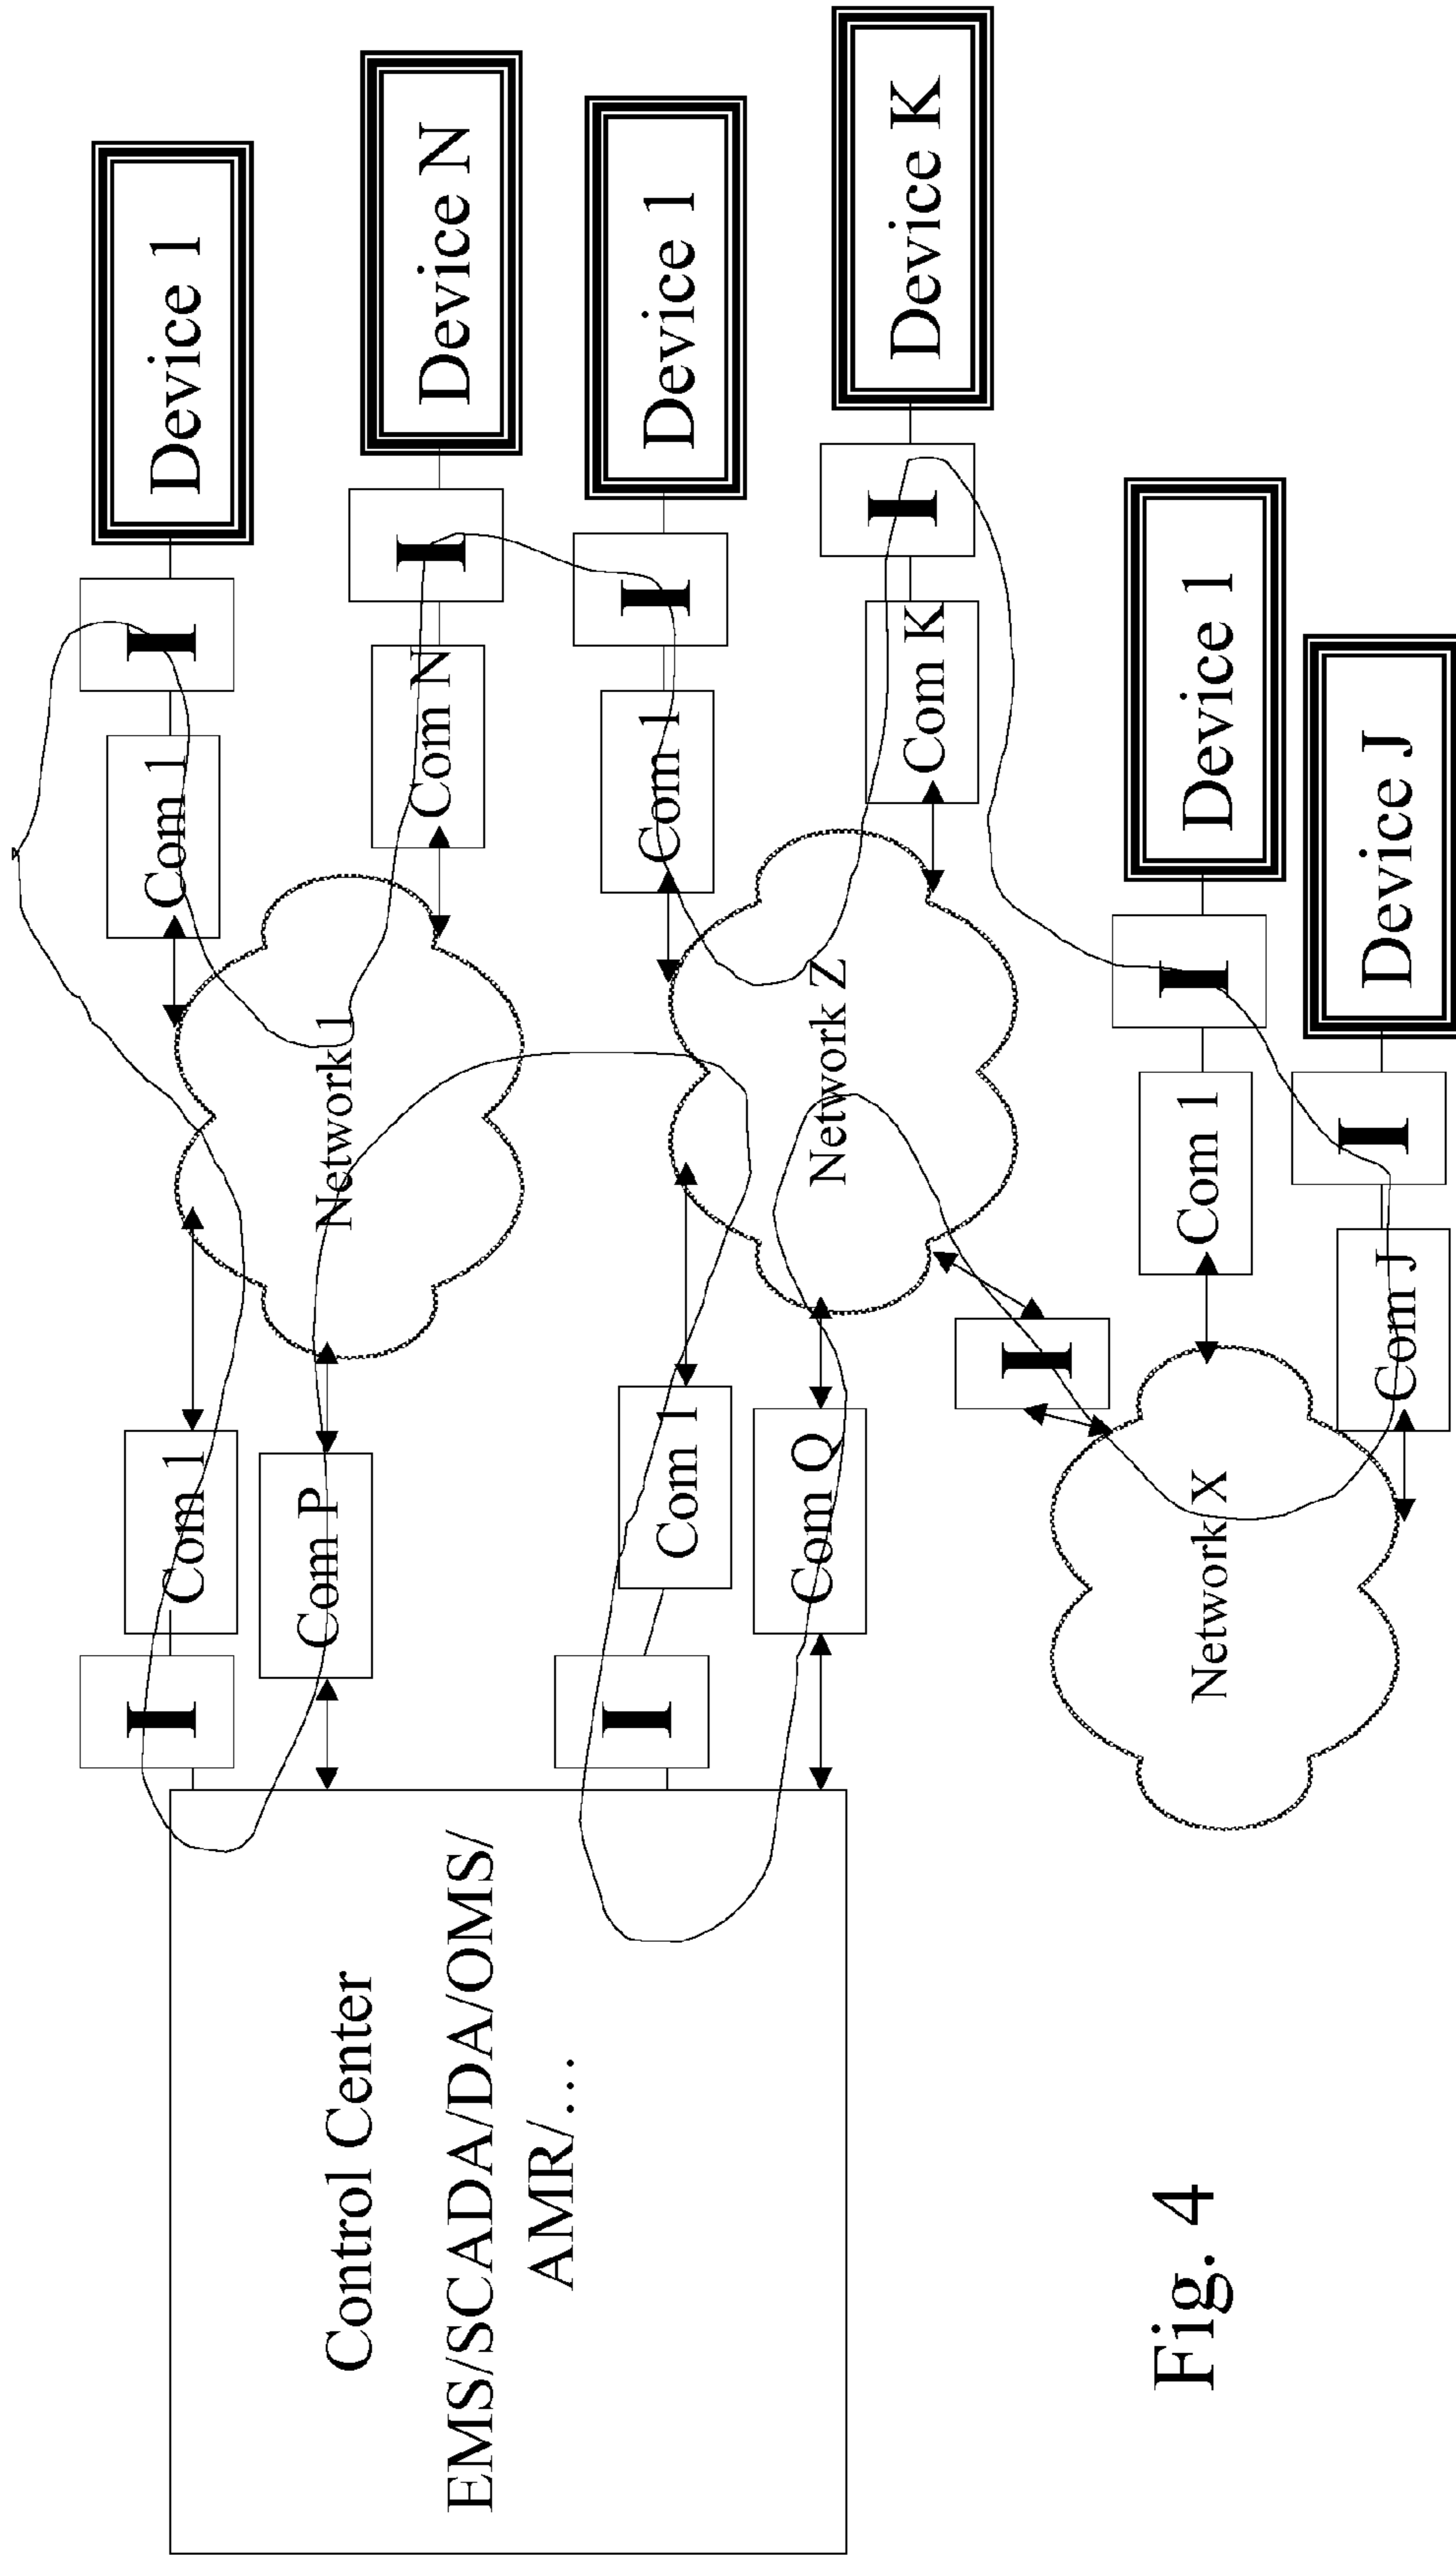 Control Center
EMS/SCADA/DA/OMS/
AMR/…
I
Com 1
Com P
I
Com 1
Com Q
Network 1
Network Z
I
Network X
Com 1
I
Device 1
Com N
I
Device N
Com 1
I
Device 1
Com K
I
Device K
Com 1
I
Device 1
Com J
I
Device J
Fig. 4